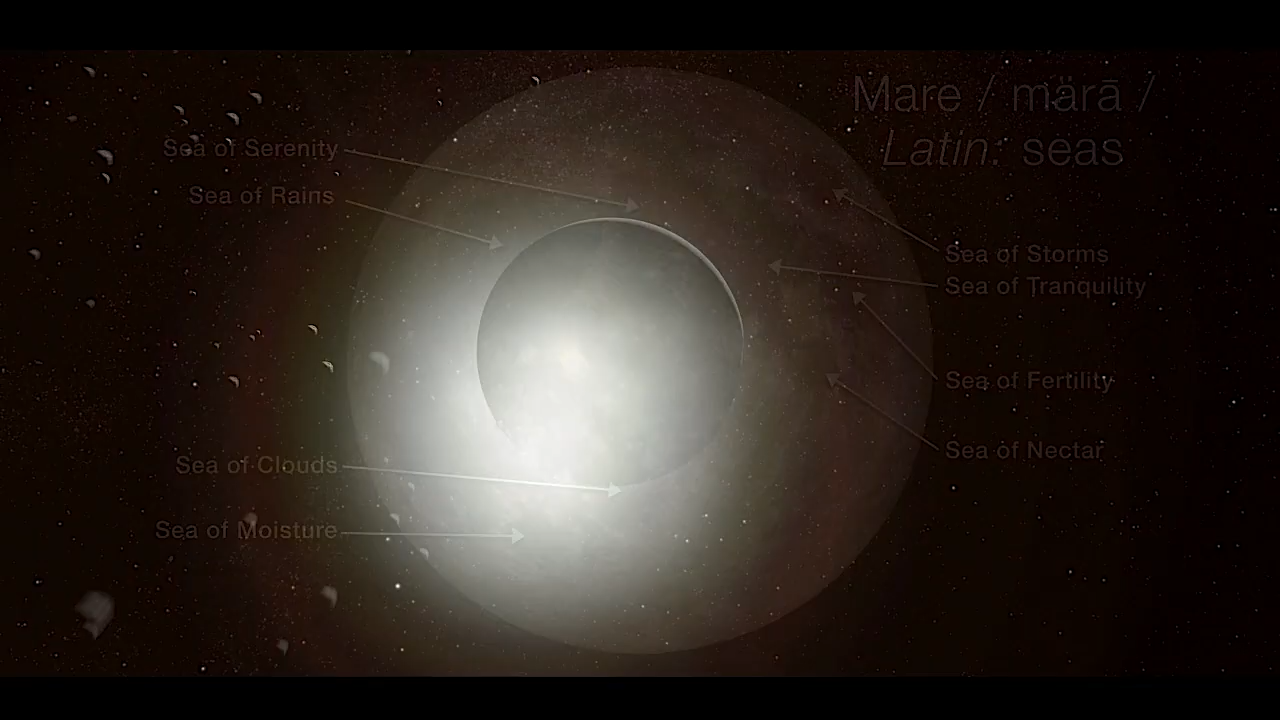 Mare / märā /
Latin: seas
Sea of Serenity
Sea of Rains
Sea of Storms
Sea of Tranquility
Sea of Fertility
Sea of Nectar
Sea of Clouds
Sea of Moisture